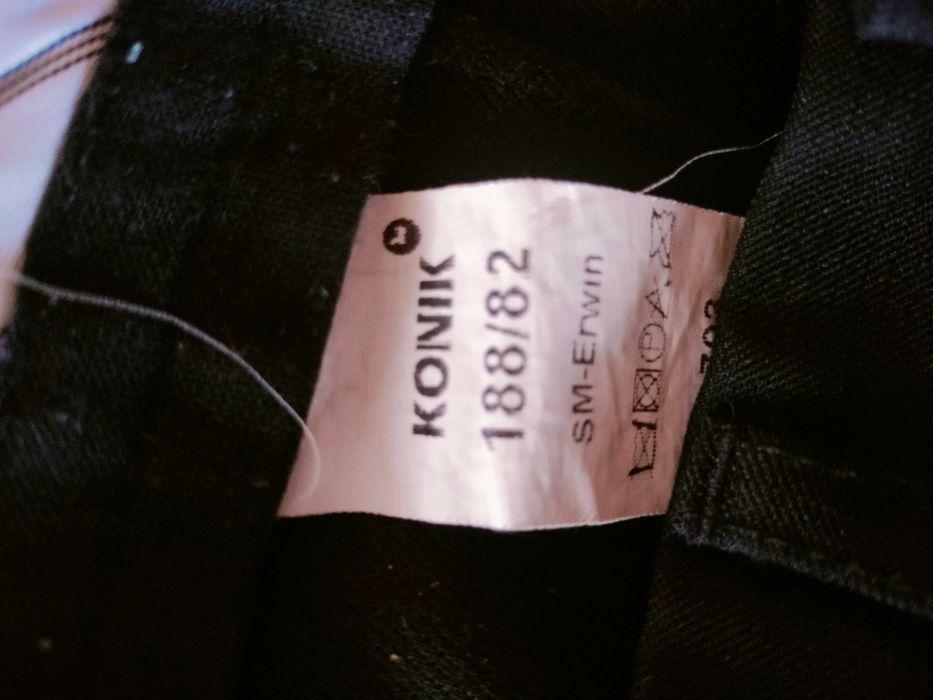 KONIK
188/82
SM-Erwin